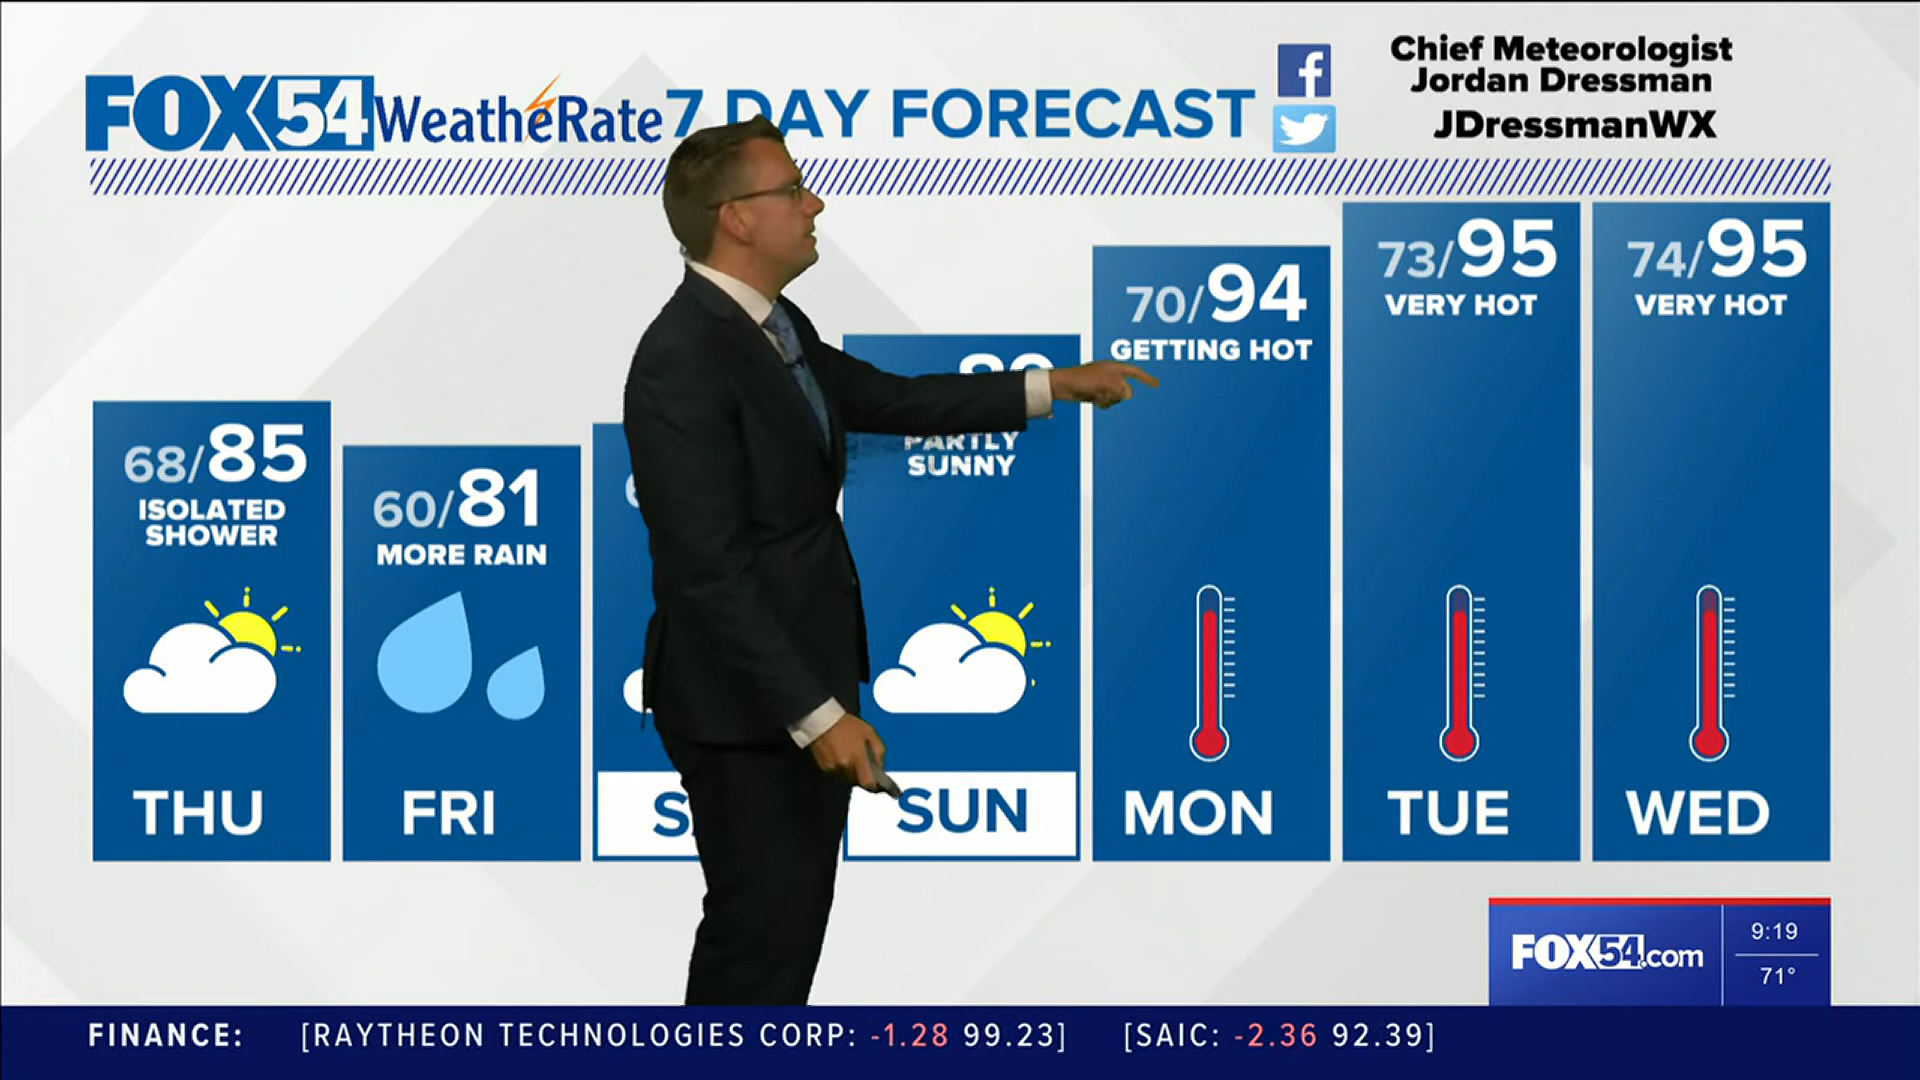 FOX54 WeatheRate 7 DAY FORECAST
Chief Meteorologist
Jordan Dressman
JDressmanWX
68/85
ISOLATED
SHOWER
THU
60/81
MORE RAIN
FRI
PARTLY
SUNNY
SUN
70/94
GETTING HOT
MON
73/95
VERY HOT
TUE
74/95
VERY HOT
WED
FOX54.com
9:19
71°
FINANCE: [RAYTHEON TECHNOLOGIES CORP: -1.28 99.23] [SAIC: -2.36 92.39]